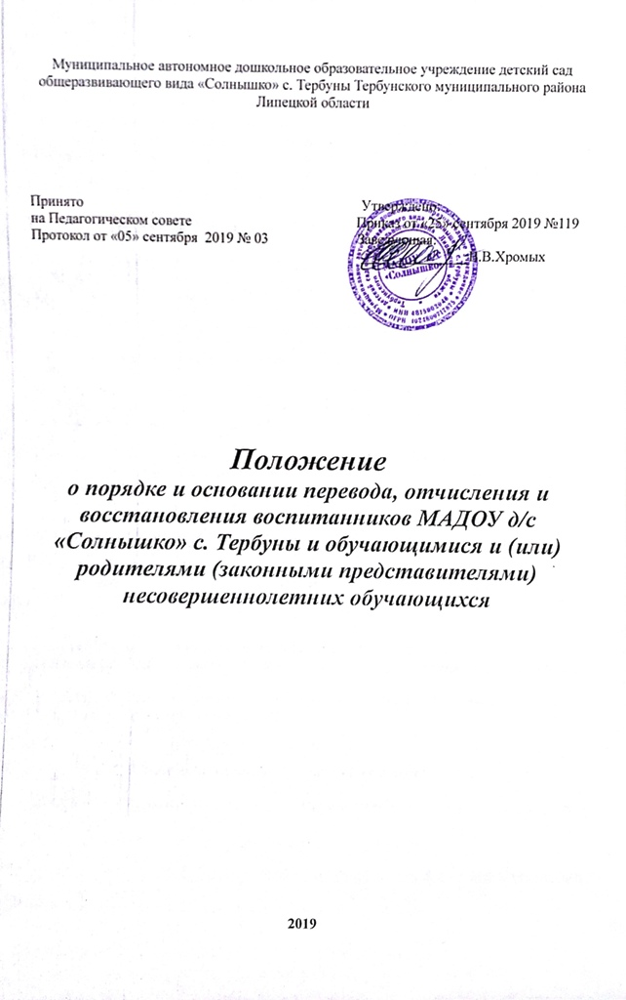 Муниципальное автономное дошкольное образовательное учреждение детский сад
общеразвивающего вида «Солнышко» с. Тербуны Тербунского муниципального района
Липецкой области
Принято
на Педагогическом совете
Протокол от «05» сентября 2019 № 03
Утверждено:
Приказ от «25» сентября 2019 №119
Заведующая:
Н.В.Хромых
МАДОУ д/с
«Солнышко»
Положение
о порядке и основании перевода, отчисления и
восстановления воспитанников МАДОУ д/с
«Солнышко» с. Тербуны и обучающимися и (или)
родителями (законными представителями)
несовершеннолетних обучающихся
2019